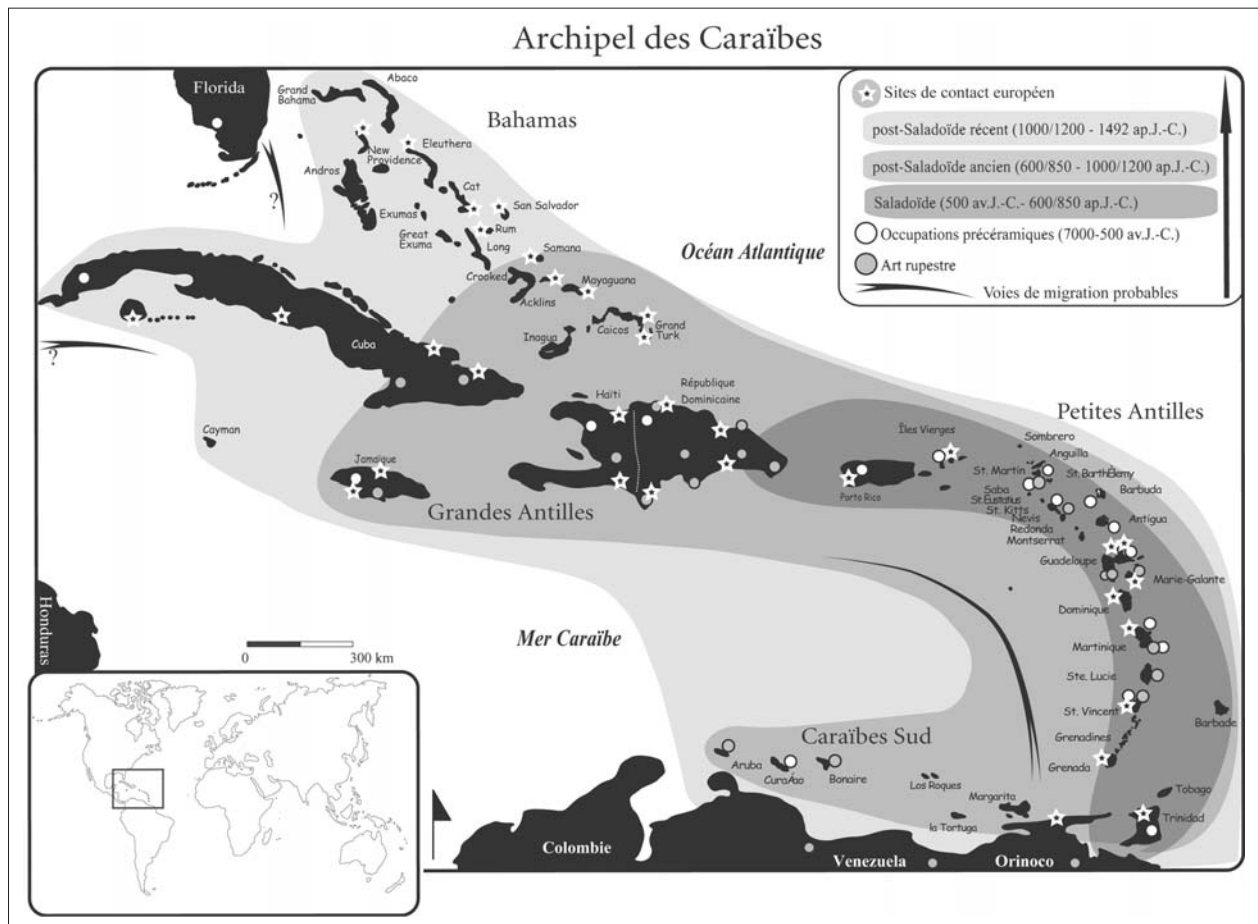 Archipel des Caraïbes
Florida
Grand
Bahama
Abaco
Bahamas
New
Providence
Eleuthera
Andros
Cat
San Salvador
Exumas
Great
Exuma
Rum
Long
Samana
Crooked
Acklins
Mayaguana
Inagua
Caicos
Grand
Turk
?
Océan Atlantique
Sites de contact européen
post-Saladoïde récent (1000/1200 - 1492 ap.J.-C.)
post-Saladoïde ancien (600/850 - 1000/1200 ap.J.-C.)
Saladoïde (500 av.J.-C.- 600/850 ap.J.-C.)
Occupations précéramiques (7000-500 av.J.-C.)
Art rupestre
Voies de migration probables
?
Cuba
Cayman
Jamaïque
Haïti
République
Dominicaine
Grandes Antilles
Porto Rico
Îles Vierges
Petites Antilles
Sombrero
Anguilla
St. Martin
St. BarthÈlemy
Saba
St.Eustatius
St. Kitts
Barbuda
Nevis
Redonda
Antigua
Montserrat
Guadeloupe
Marie-Galante
Dominique
Martinique
Ste. Lucie
St. Vincent
Barbade
Grenadines
Grenada
Tobago
Trinidad
Honduras
0
300 km
Mer Caraïbe
Caraïbes Sud
Aruba
CuraÁao
Bonaire
Los Roques
Margarita
la Tortuga
Colombie
Venezuela
Orinoco